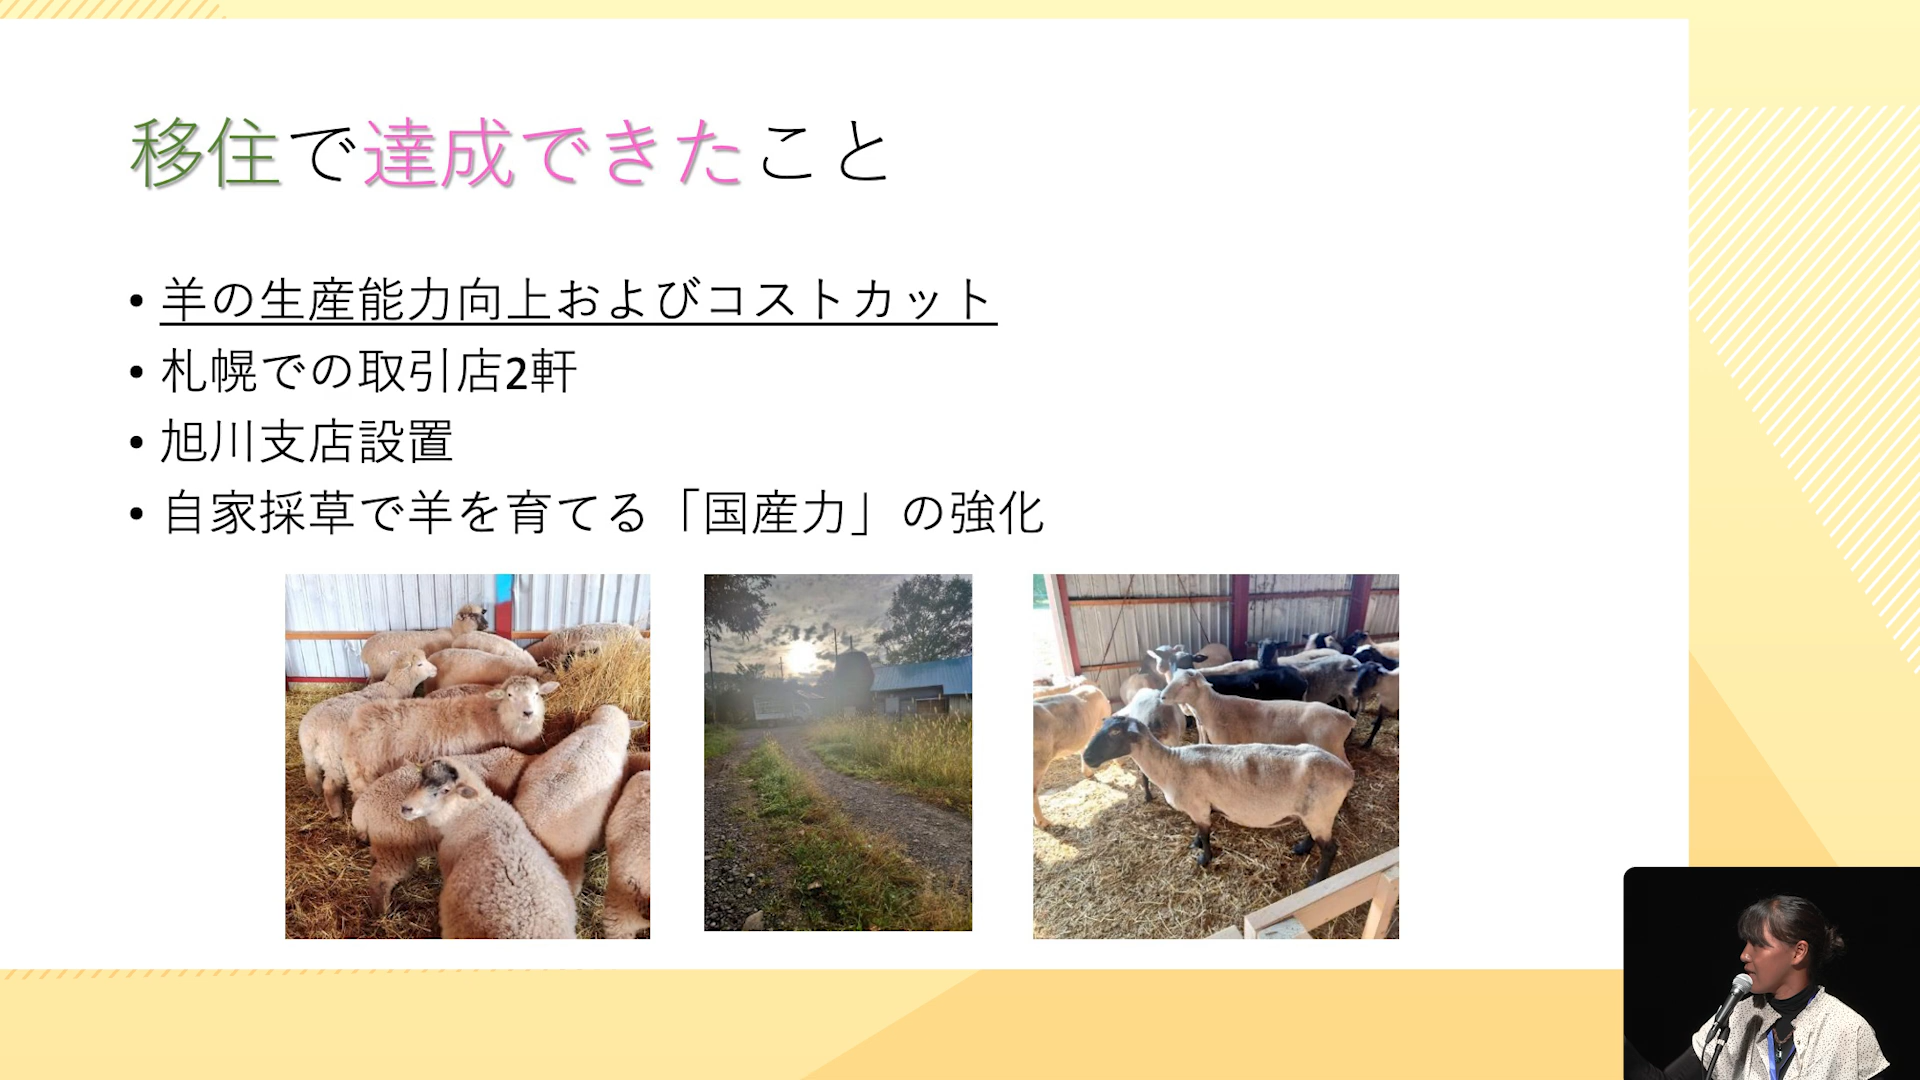 移住で達成できたこと
• 羊の生産能力向上およびコストカット
• 札幌での取引店2軒
• 旭川支店設置
• 自家採草で羊を育てる「国産力」の強化